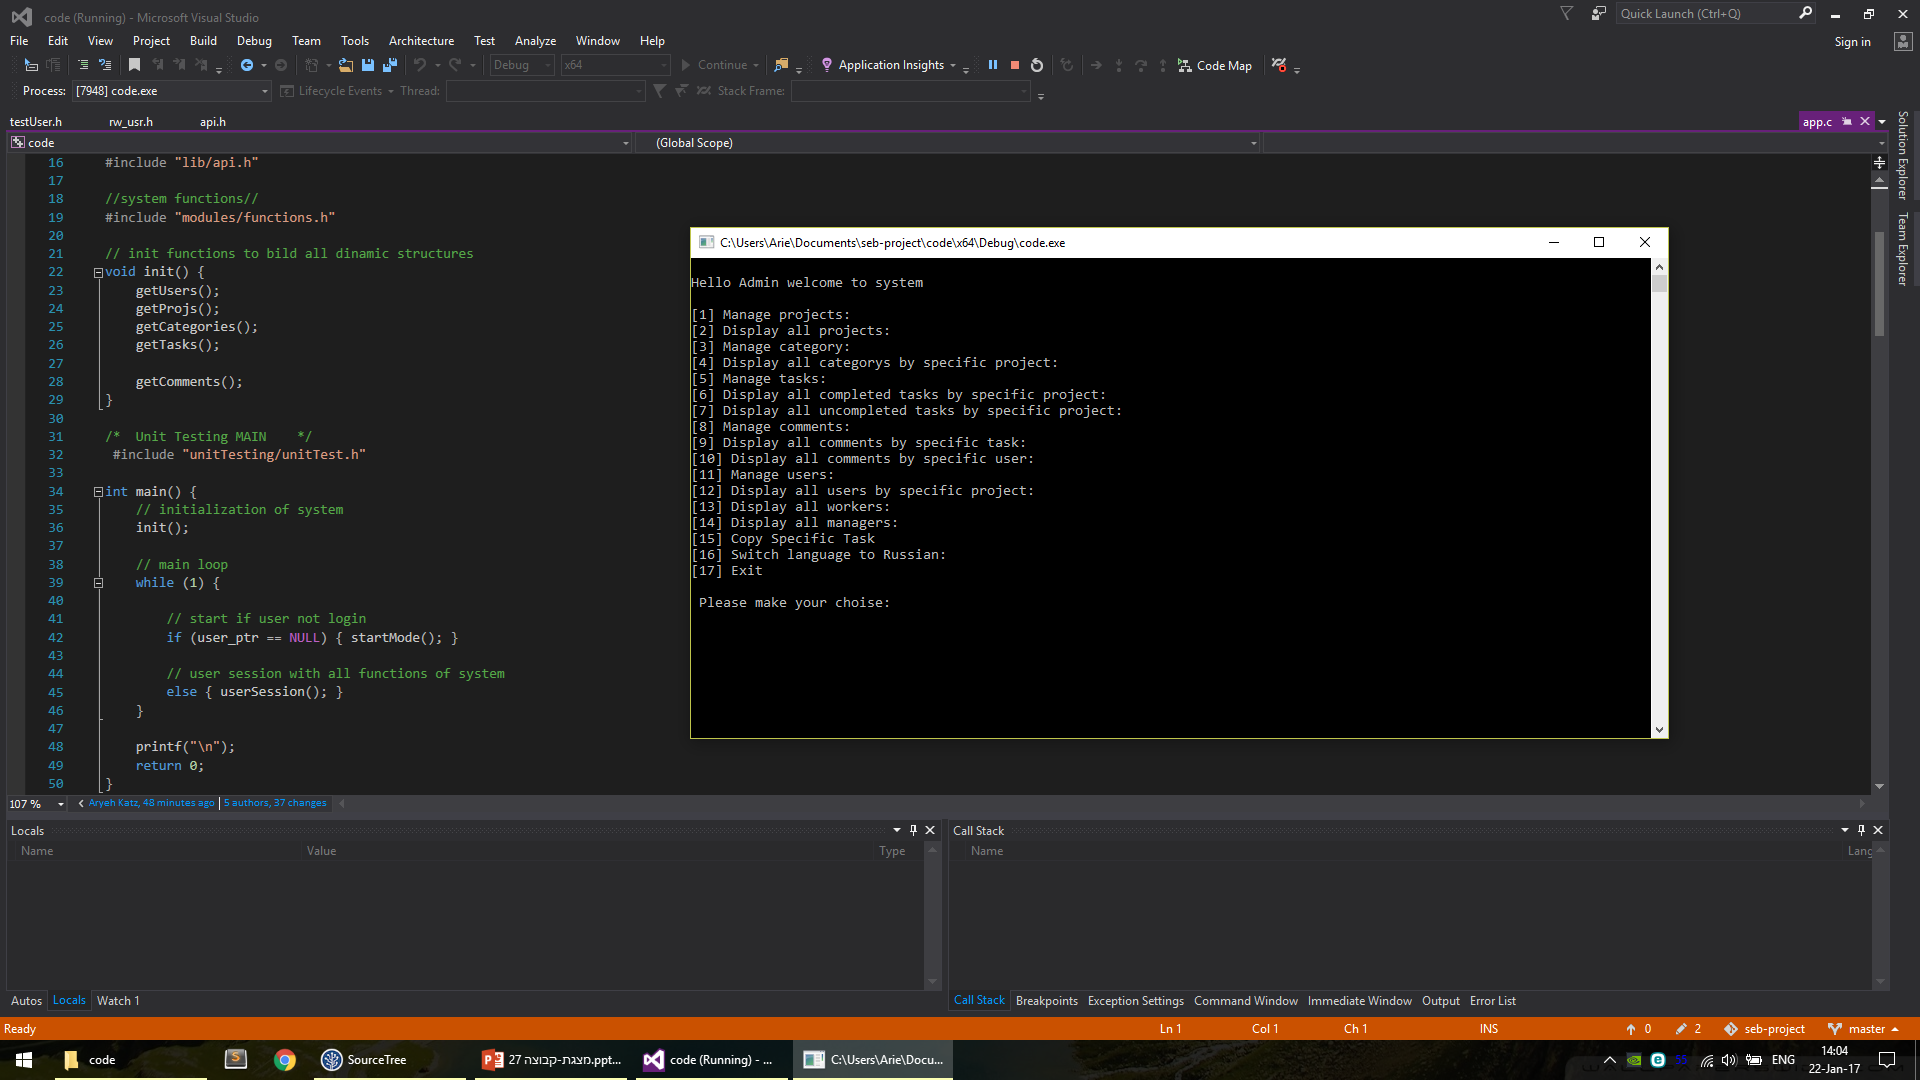 code (Running) - Microsoft Visual Studio
Quick Launch (Ctrl+Q)
File Edit View Project Build Debug Team Tools Architecture Test Analyze Window Help
Sign in
Debug x64 Continue Application Insights Code Map
Process: [7948] code.exe Lifecycle Events Thread: Stack Frame:
testUser.h rw_usr.h api.h app.c
code (Global Scope)
Solution Explorer
Team Explorer
16 #include "lib/api.h"
17
18 //system functions//
19 #include "modules/functions.h"
20
21 // init functions to bild all dinamic structures
22 void init() {
23 getUsers();
24 getProjs();
25 getCategories();
26 getTasks();
27
28 getComments();
29 }
30
31 /* Unit Testing MAIN */
32 #include "unitTesting/unitTest.h"
33
34 int main() {
35 // initialization of system
36 init();
37
38 // main loop
39 while (1) {
40
41 // start if user not login
42 if (user_ptr == NULL) { startMode(); }
43
44 // user session with all functions of system
45 else { userSession(); }
46 }
47
48 printf("\n");
49 return 0;
50 }
C:\Users\Arie\Documents\seb-project\code\x64\Debug\code.exe
Hello Admin welcome to system
[1] Manage projects:
[2] Display all projects:
[3] Manage category:
[4] Display all categorys by specific project:
[5] Manage tasks:
[6] Display all completed tasks by specific project:
[7] Display all uncompleted tasks by specific project:
[8] Manage comments:
[9] Display all comments by specific task:
[10] Display all comments by specific user:
[11] Manage users:
[12] Display all users by specific project:
[13] Display all workers:
[14] Display all managers:
[15] Copy Specific Task
[16] Switch language to Russian:
[17] Exit
Please make your choise:
107 % Aryeh Katz, 48 minutes ago | 5 authors, 37 changes
Locals
Name Value Type
Call Stack
Name Lang
Autos Locals Watch 1
Call Stack Breakpoints Exception Settings Command Window Immediate Window Output Error List
Ready Ln 1 Col 1 Ch 1 INS 0 2 seb-project master
code SourceTree מצגת-קבוצה 27.ppt... code (Running) - ... C:\Users\Arie\Docu... ENG 14:04
22-Jan-17